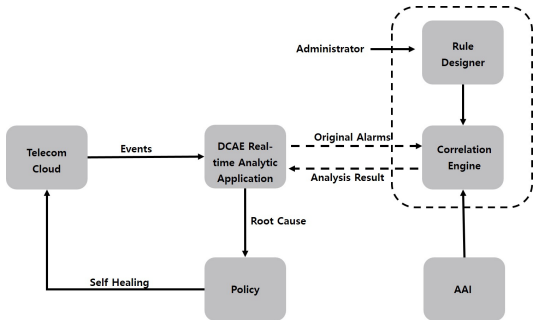 Administrator
Rule
Designer
Telecom
Cloud
Events
DCAE Real-
time Analytic
Application
Original Alarms
Analysis Result
Correlation
Engine
Root Cause
Self Healing
Policy
AAI